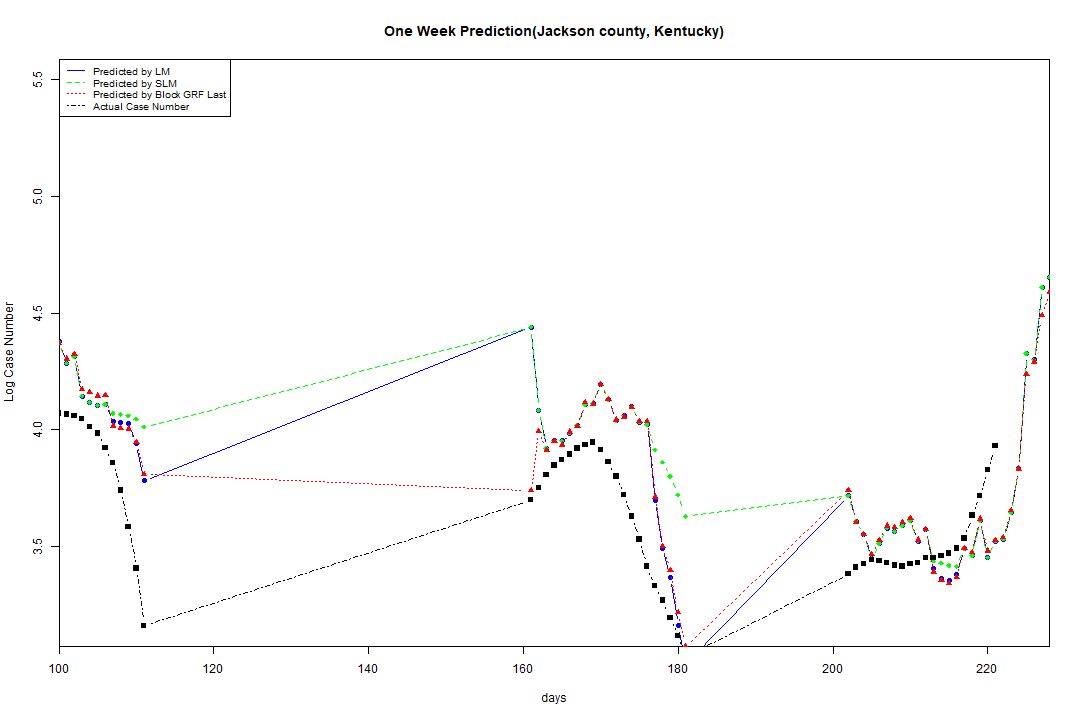 One Week Prediction(Jackson county, Kentucky)
Predicted by LM
Predicted by SLM
Predicted by Block GRF Last
Actual Case Number
5.5
5.0
4.5
4.0
3.5
Log Case Number
100 120 140 160 180 200 220
days